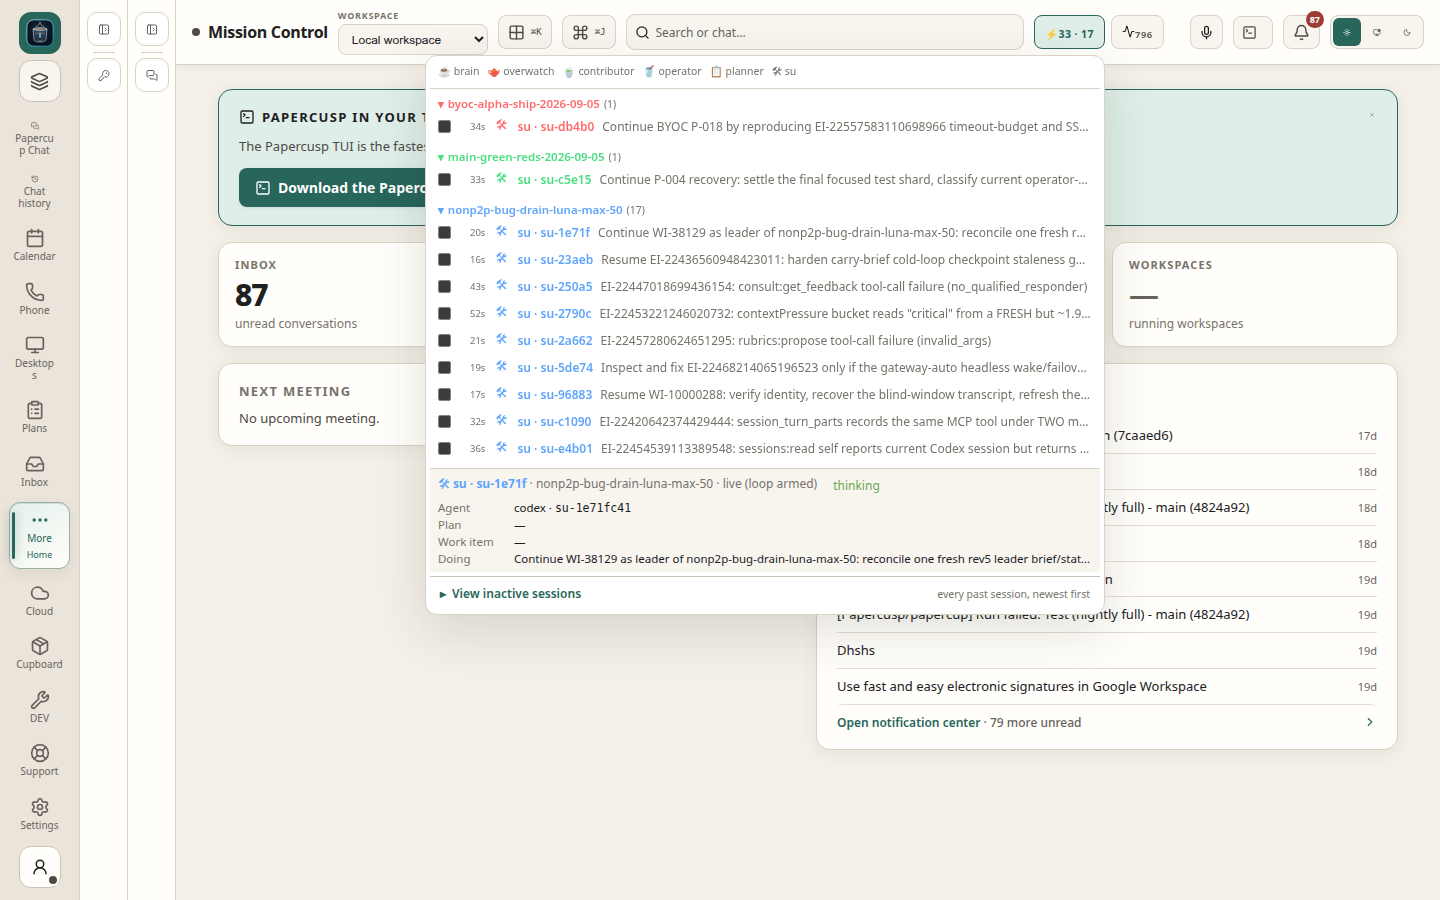 Mission Control
WORKSPACE
Local workspace
⌘K
⌘J
Search or chat...
⚡33 · 17
796
87
Papercu
p Chat
Chat
history
Calendar
Phone
Desktop
s
Plans
Inbox
More
Home
Cloud
Cupboard
DEV
Support
Settings
PAPERCUSP IN YOUR T
The Papercusp TUI is the fastes
Download the Paperc
INBOX
87
unread conversations
NEXT MEETING
No upcoming meeting.
WORKSPACES
—
running workspaces
brain overwatch contributor operator planner su
▾ byoc-alpha-ship-2026-09-05 (1)
34s su · su-db4b0 Continue BYOC P-018 by reproducing EI-22557583110698966 timeout-budget and SS...
▾ main-green-reds-2026-09-05 (1)
33s su · su-c5e15 Continue P-004 recovery: settle the final focused test shard, classify current operator-...
▾ nonp2p-bug-drain-luna-max-50 (17)
20s su · su-1e71f Continue WI-38129 as leader of nonp2p-bug-drain-luna-max-50: reconcile one fresh r...
16s su · su-23aeb Resume EI-22436560948423011: harden carry-brief cold-loop checkpoint staleness g...
43s su · su-250a5 EI-22447018699436154: consult:get_feedback tool-call failure (no_qualified_responder)
52s su · su-2790c EI-22453221246020732: contextPressure bucket reads "critical" from a FRESH but ~1.9...
21s su · su-2a662 EI-22457280624651295: rubrics:propose tool-call failure (invalid_args)
19s su · su-5de74 Inspect and fix EI-22468214065196523 only if the gateway-auto headless wake/failov...
17s su · su-96883 Resume WI-10000288: verify identity, recover the blind-window transcript, refresh the...
32s su · su-c1090 EI-22420642374429444: session_turn_parts records the same MCP tool under TWO m...
36s su · su-e4b01 EI-22454539113389548: sessions:read self reports current Codex session but returns ...
su · su-1e71f · nonp2p-bug-drain-luna-max-50 · live (loop armed) thinking
Agent codex · su-1e71fc41
Plan —
Work item —
Doing Continue WI-38129 as leader of nonp2p-bug-drain-luna-max-50: reconcile one fresh rev5 leader brief/stat...
▸ View inactive sessions every past session, newest first
n (7caaed6) 17d
18d
tly full) - main (4824a92) 18d
18d
n 19d
[Papercusp/papercup] Run failed: Test (nightly full) - main (4824a92) 19d
Dhshs 19d
Use fast and easy electronic signatures in Google Workspace 19d
Open notification center · 79 more unread